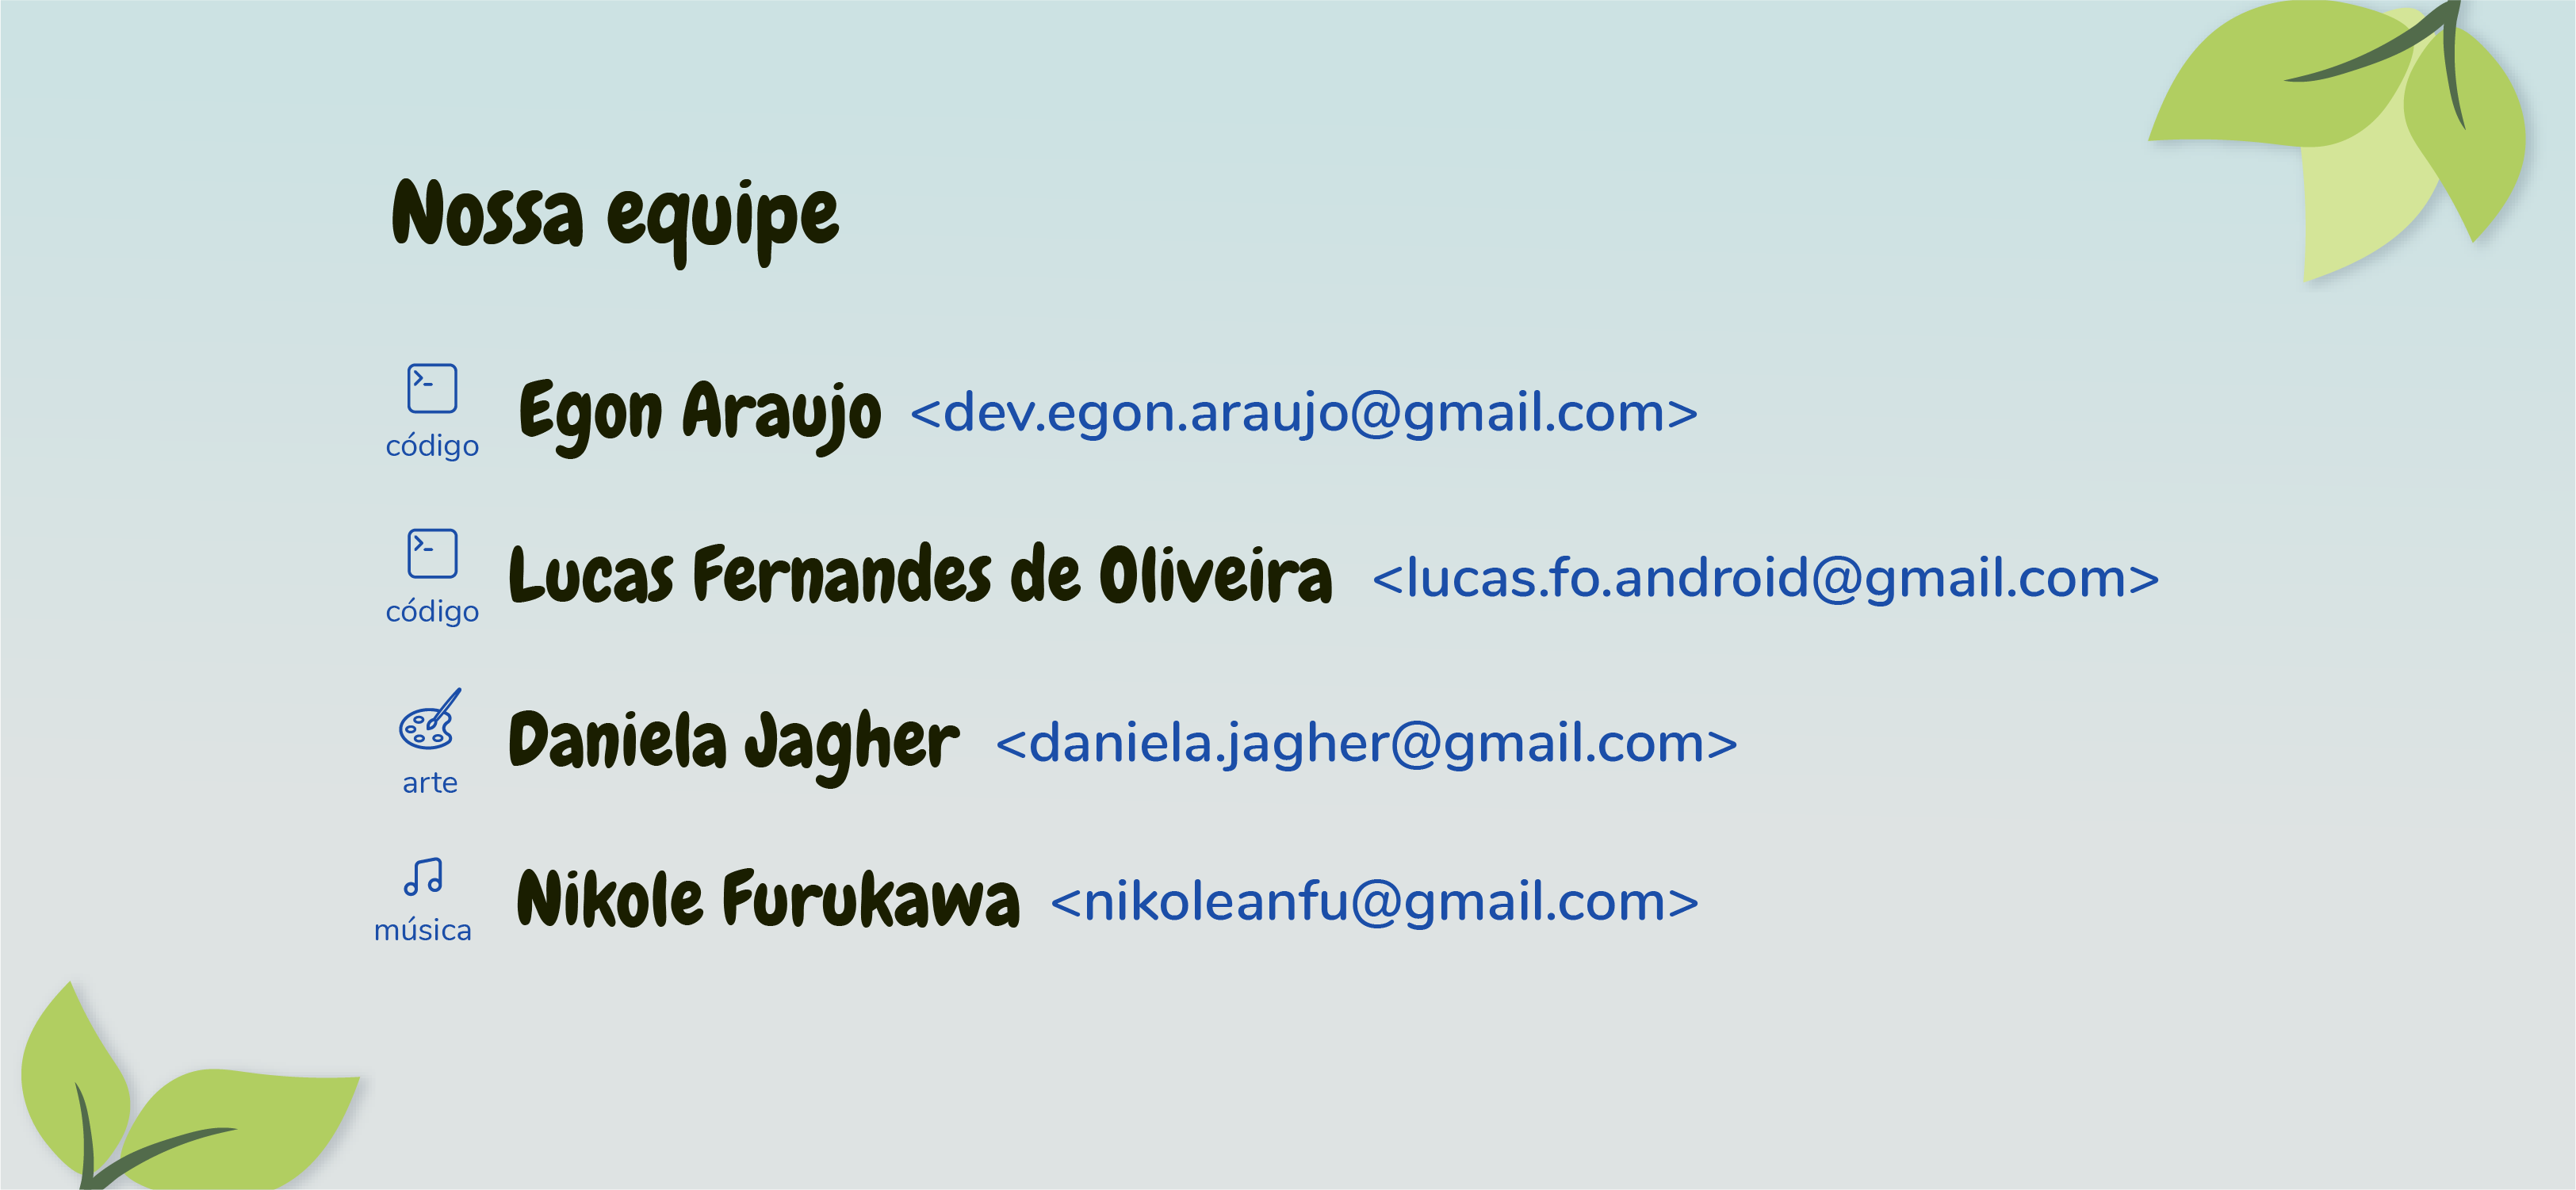 Nossa equipe
código Egon Araujo <dev.egon.araujo@gmail.com>
código Lucas Fernandes de Oliveira <lucas.fo.android@gmail.com>
arte Daniela Jagher <daniela.jagher@gmail.com>
música Nikole Furukawa <nikoleanfu@gmail.com>